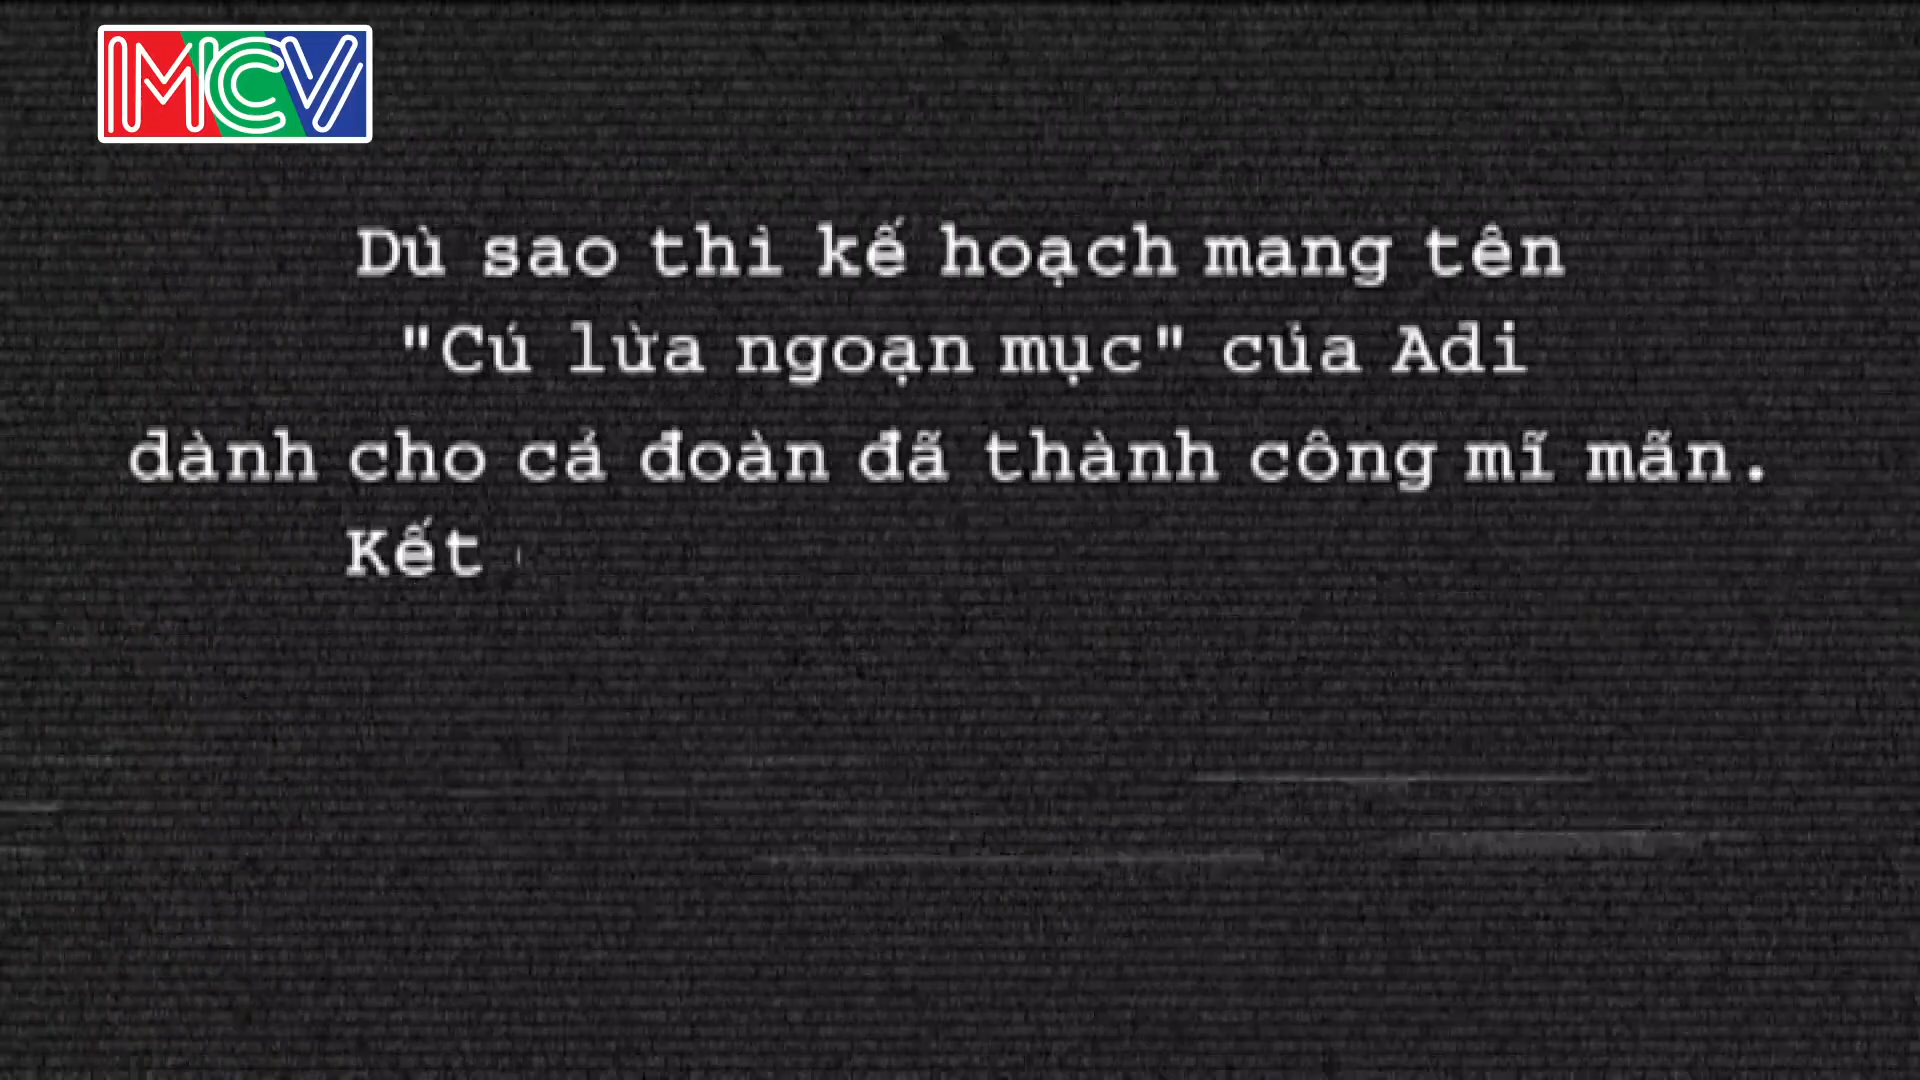 MCV
Dù sao thì kế hoạch mang tên
"Cú lừa ngoạn mục" của Adi
dành cho cả đoàn đã thành công mĩ mãn.
Kết